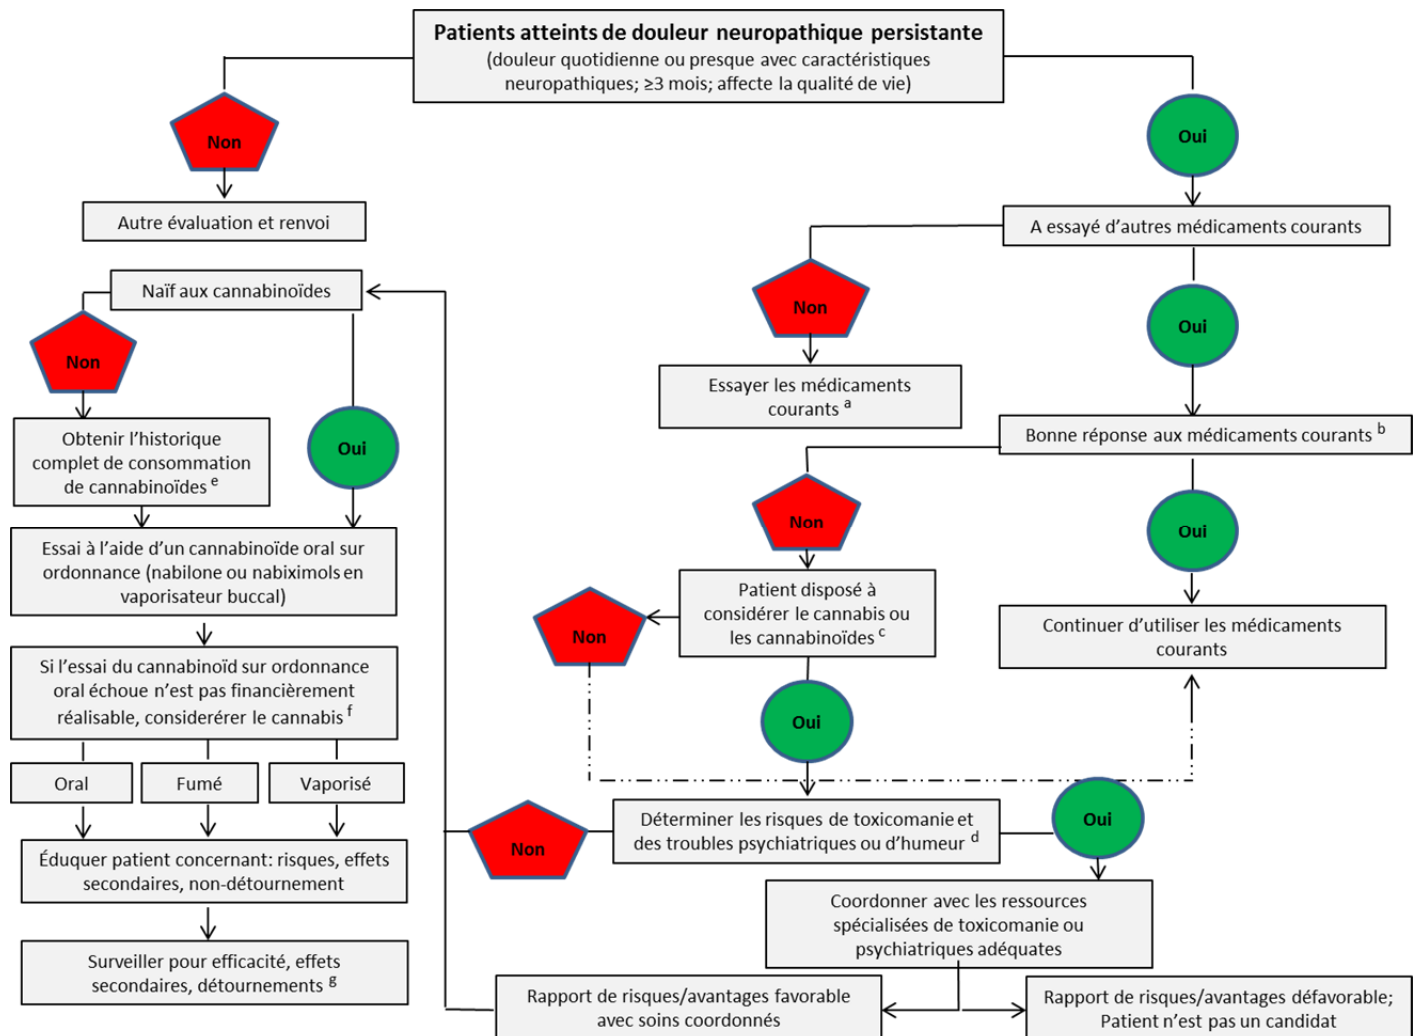 Patients atteints de douleur neuropathique persistante
(douleur quotidienne ou presque avec caractéristiques
neuropathiques; ≥3 mois; affecte la qualité de vie)
Non
Oui
Autre évaluation et renvoi
A essayé d’autres médicaments courants
Naïf aux cannabinoïdes
Non
Oui
Non
Essayer les médicaments
courants a
Obtenir l’historique
complet de consommation
de cannabinoïdes e
Oui
Bonne réponse aux médicaments courants b
Non
Oui
Essai à l’aide d’un cannabinoïde oral sur
ordonnance (nabilone ou nabiximols en
vaporisateur buccal)
Patient disposé à
considérer le cannabis ou
les cannabinoïdes c
Non
Continuer d’utiliser les médicaments
courants
Si l’essai du cannabinoïd sur ordonnance
oral échoue n’est pas financièrement
réalisable, considerérer le cannabis f
Oui
Oral
Fumé
Vaporisé
Déterminer les risques de toxicomanie et
des troubles psychiatriques ou d’humeur d
Non
Oui
Éduquer patient concernant: risques, effets
secondaires, non-détournement
Coordonner avec les ressources
spécialisées de toxicomanie ou
psychiatriques adéquates
Surveiller pour efficacité, effets
secondaires, détournements g
Rapport de risques/avantages favorable
avec soins coordonnés
Rapport de risques/avantages défavorable;
Patient n’est pas un candidat